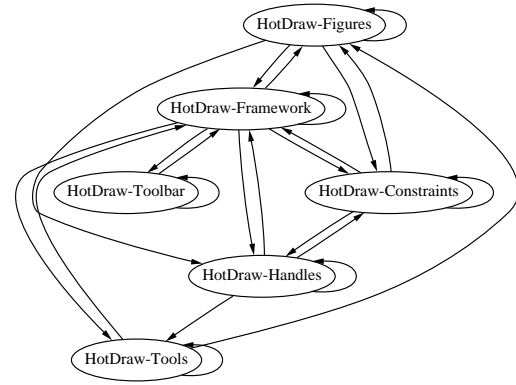 HotDraw-Figures
HotDraw-Framework
HotDraw-Toolbar
HotDraw-Constraints
HotDraw-Handles
HotDraw-Tools